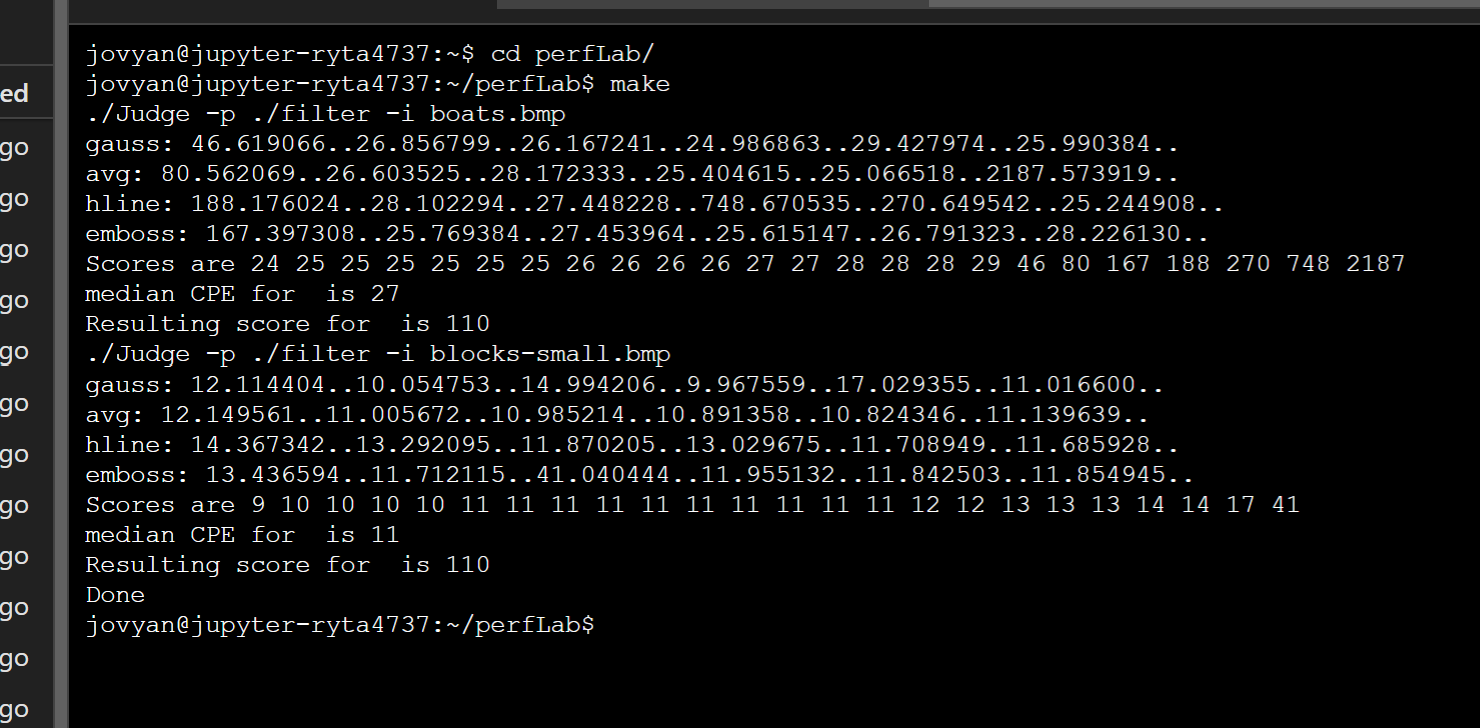 jovyan@jupyter-ryta4737:~$ cd perfLab/
jovyan@jupyter-ryta4737:~/perfLab$ make
./Judge -p ./filter -i boats.bmp
gauss: 46.619066..26.856799..26.167241..24.986863..29.427974..25.990384..
avg: 80.562069..26.603525..28.172333..25.404615..25.066518..2187.573919..
hline: 188.176024..28.102294..27.448228..748.670535..270.649542..25.244908..
emboss: 167.397308..25.769384..27.453964..25.615147..26.791323..28.226130..
Scores are 24 25 25 25 25 25 25 26 26 26 26 27 27 28 28 28 29 46 80 167 188 270 748 2187
median CPE for  is 27
Resulting score for  is 110
./Judge -p ./filter -i blocks-small.bmp
gauss: 12.114404..10.054753..14.994206..9.967559..17.029355..11.016600..
avg: 12.149561..11.005672..10.985214..10.891358..10.824346..11.139639..
hline: 14.367342..13.292095..11.870205..13.029675..11.708949..11.685928..
emboss: 13.436594..11.712115..41.040444..11.955132..11.842503..11.854945..
Scores are 9 10 10 10 10 11 11 11 11 11 11 11 11 11 11 12 12 13 13 13 14 14 17 41
median CPE for  is 11
Resulting score for  is 110
Done
jovyan@jupyter-ryta4737:~/perfLab$
ed
go
go
go
go
go
go
go
go
go
go
go
go